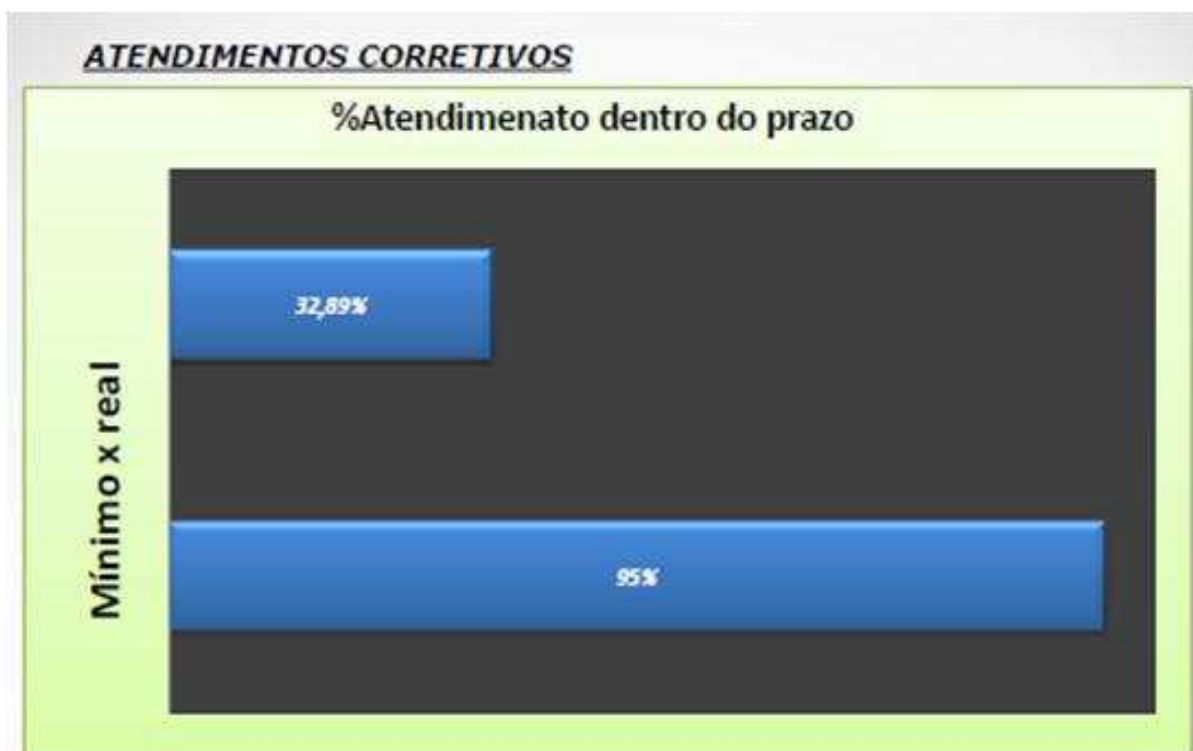 ATENDIMENTOS CORRETIVOS
%Atendimenato dentro do prazo
Mínimo x real
32,89%
95%